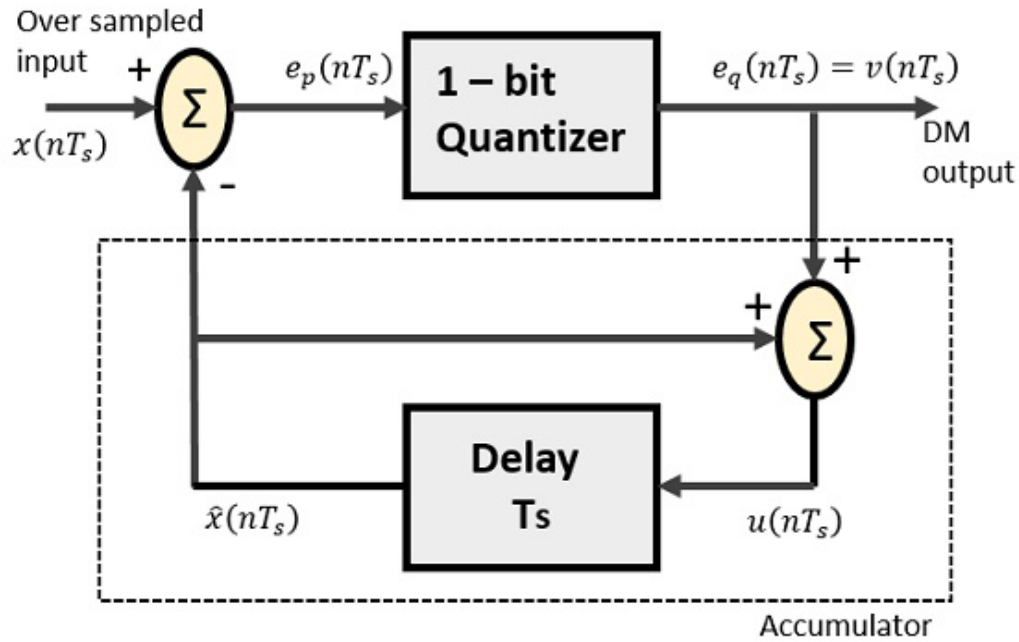 Over sampled
input
+
Σ
e_p(nT_s)
1 – bit
Quantizer
e_q(nT_s) = v(nT_s)
x(nT_s)
-
DM
output
+
+
Σ
Delay
Ts
x̂(nT_s)
u(nT_s)
Accumulator